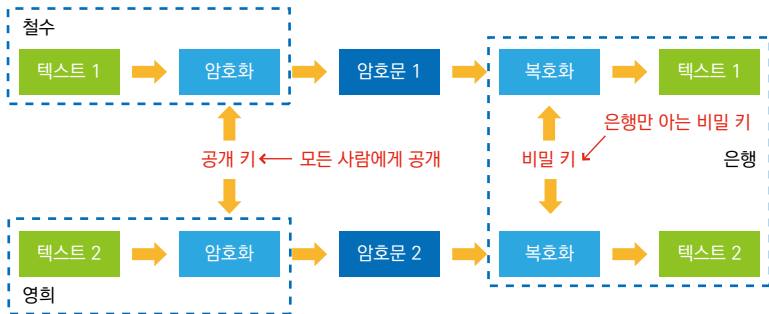 철수
텍스트 1 암호화 암호문 1 복호화 텍스트 1
은행만 아는 비밀 키
공개 키 모든 사람에게 공개 비밀 키 은행
텍스트 2 암호화 암호문 2 복호화 텍스트 2
영희